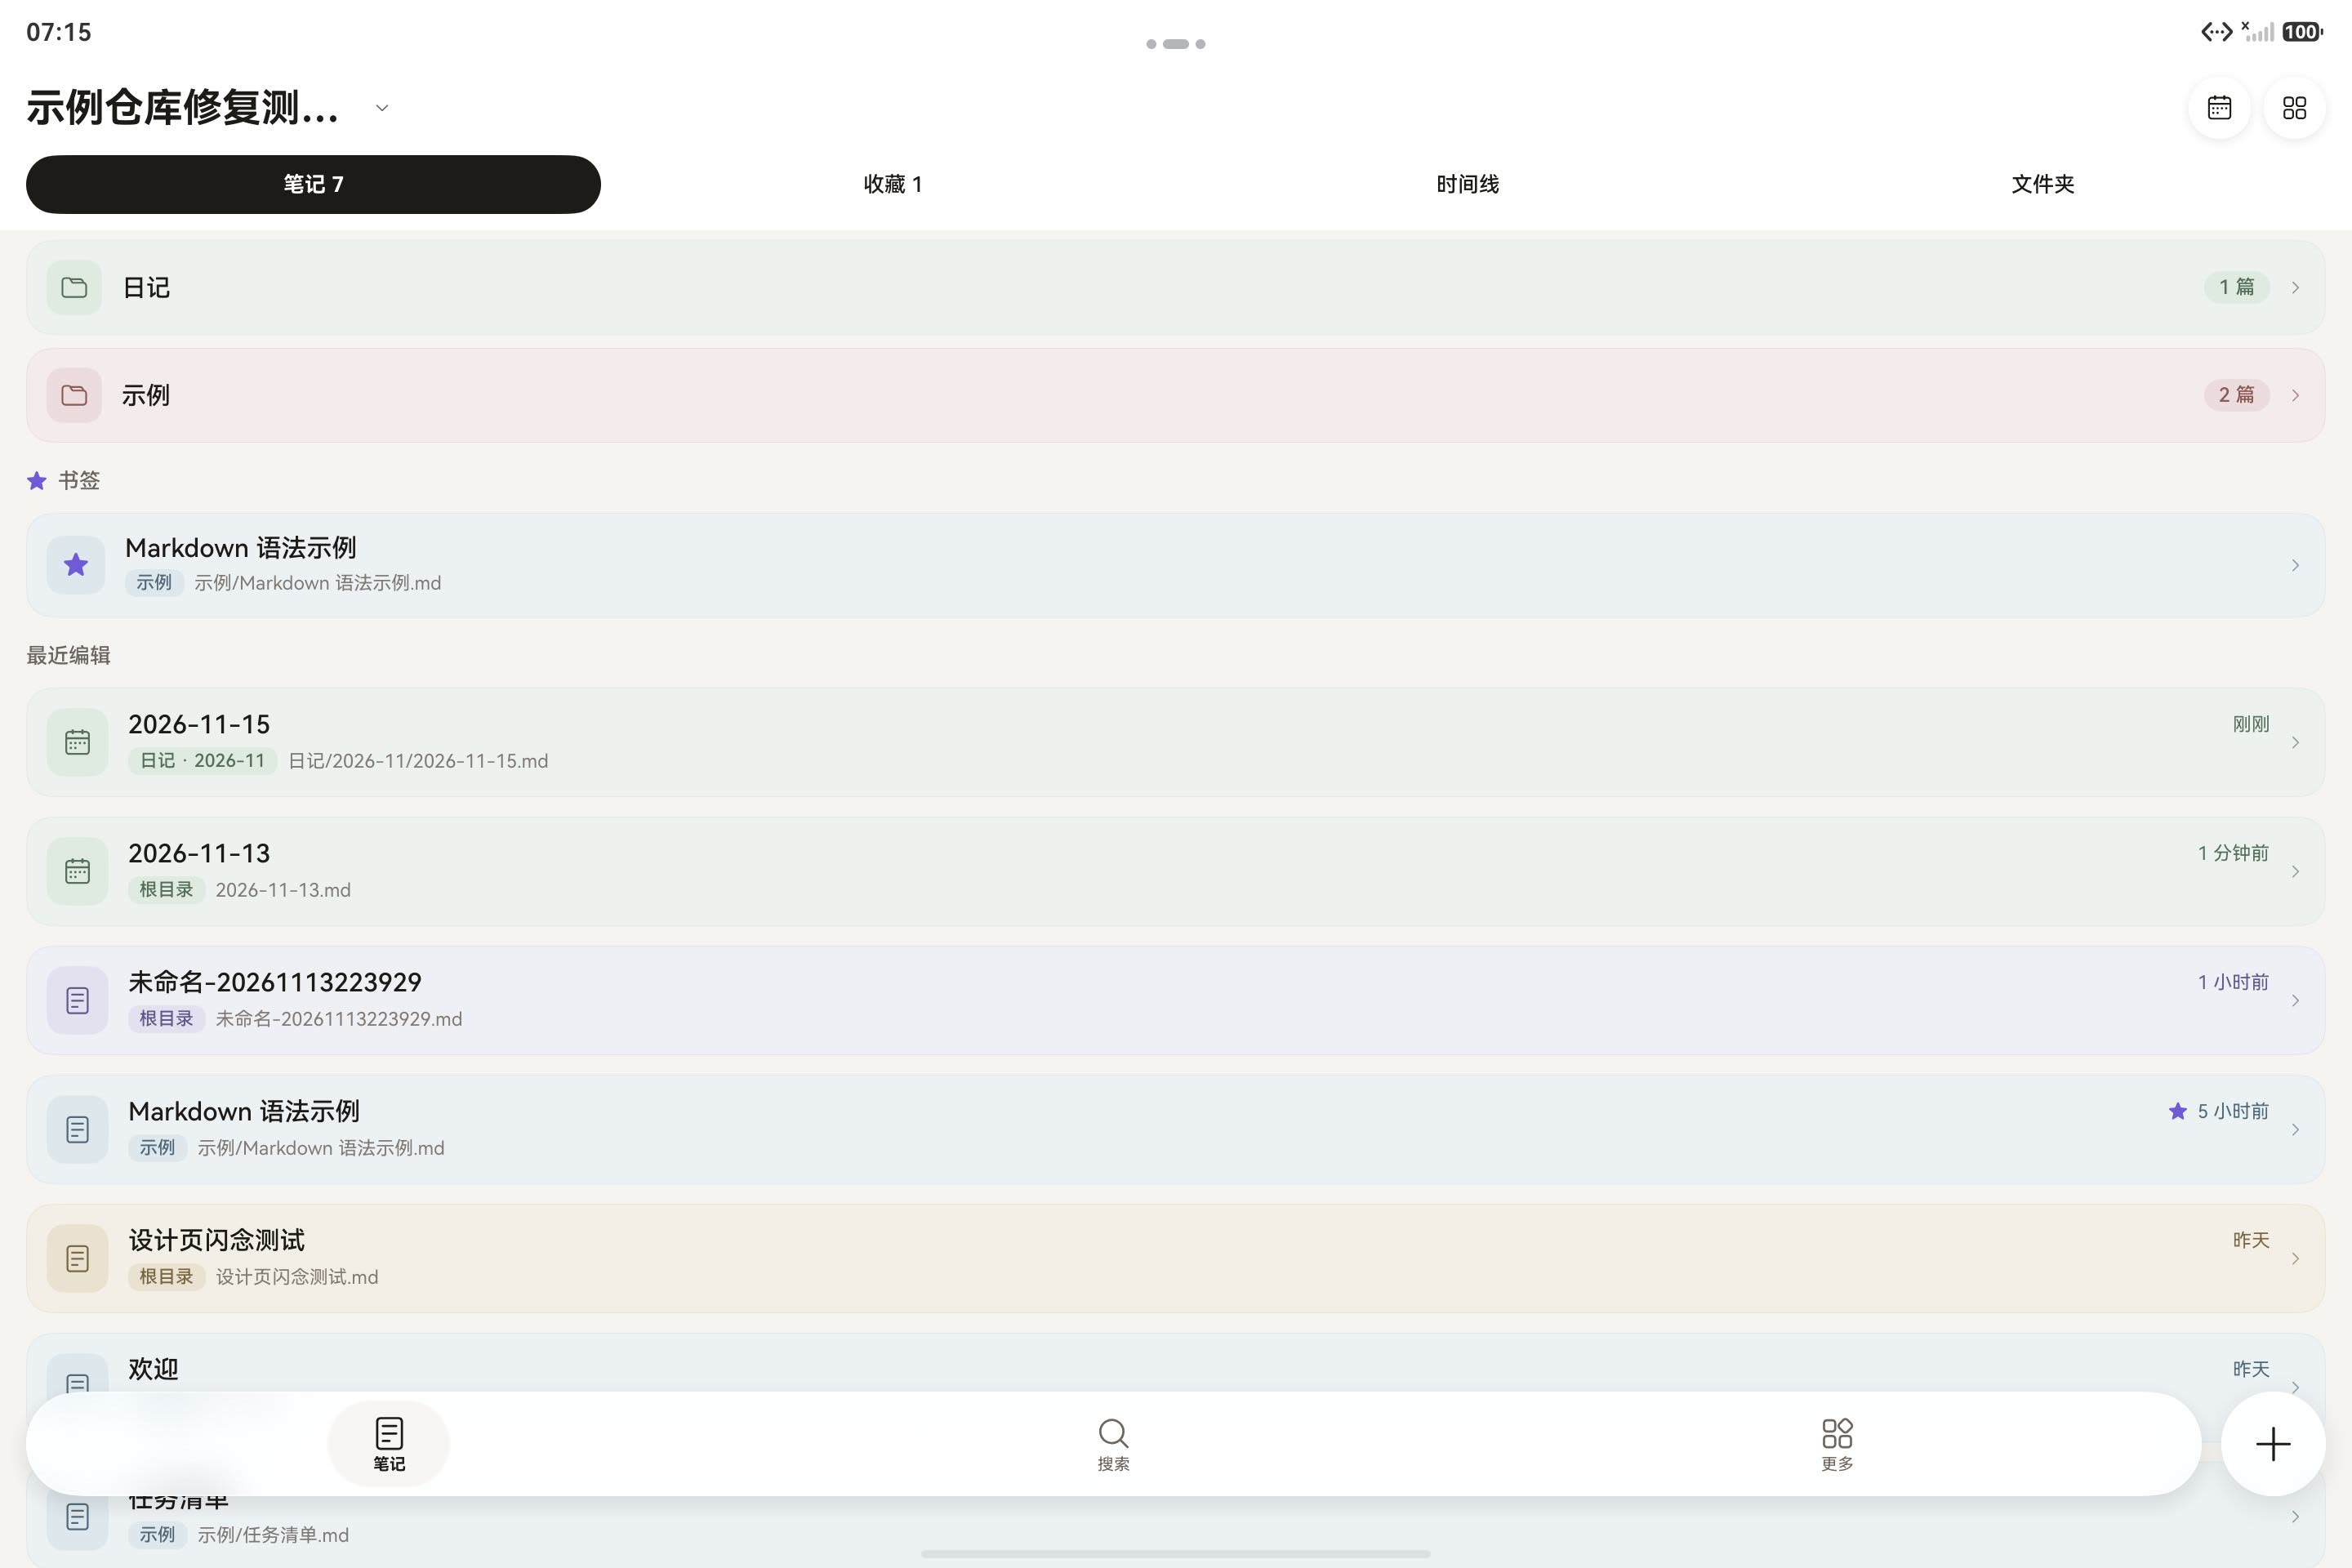 07:15
100
示例仓库修复测...
笔记 7
收藏 1
时间线
文件夹
日记
1 篇
示例
2 篇
书签
Markdown 语法示例
示例 示例/Markdown 语法示例.md
最近编辑
2026-11-15
刚刚
日记 · 2026-11 日记/2026-11/2026-11-15.md
2026-11-13
1 分钟前
根目录 2026-11-13.md
未命名-20261113223929
1 小时前
根目录 未命名-20261113223929.md
Markdown 语法示例
5 小时前
示例 示例/Markdown 语法示例.md
设计页闪念测试
昨天
根目录 设计页闪念测试.md
欢迎
昨天
笔记
搜索
更多
任务清单
示例 示例/任务清单.md